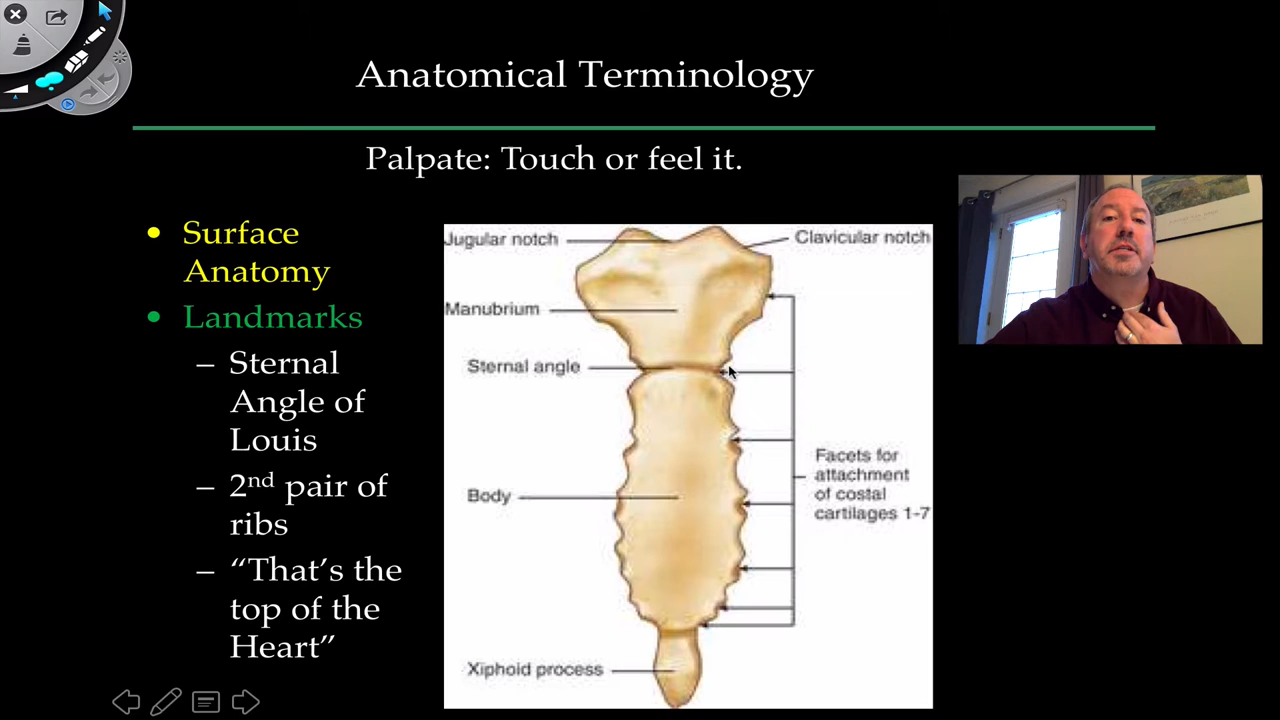 Anatomical Terminology
Palpate: Touch or feel it.
• Surface
Anatomy
• Landmarks
– Sternal
Angle of
Louis
– 2nd pair of
ribs
– “That’s the
top of the
Heart”
Jugular notch
Clavicular notch
Manubrium
Sternal angle
Body
Facets for
attachment
of costal
cartilages 1-7
Xiphoid process